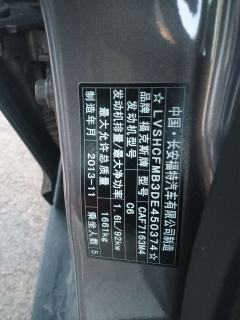 中国·长安福特汽车有限公司制造
★LVSHCFMB3DE450314★
品牌 福克斯牌 型号 CAF7163M4
发动机型号 C6
发动机排量/最大净功率 1.6L/92kw
最大允许总质量 1661kg
制造年月 2013-11 乘坐人数 5